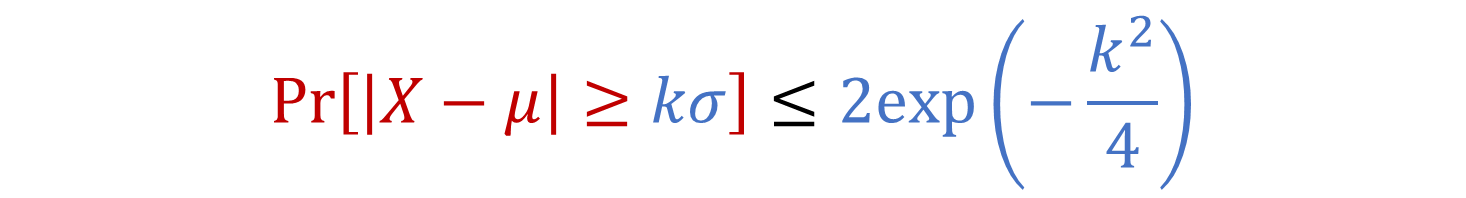 Pr[|X − μ| ≥ kσ] ≤ 2exp(−k²/4)